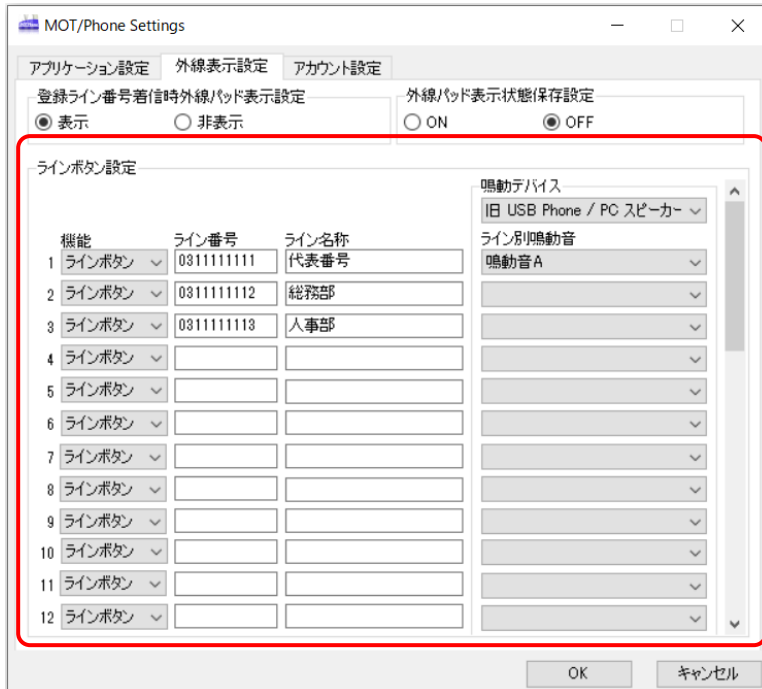 MOT/Phone Settings
アプリケーション設定 外線表示設定 アカウント設定
登録ライン番号着信時外線パッド表示設定 外線パッド表示状態保存設定
表示 非表示 ON OFF
ラインボタン設定
鳴動デバイス
旧 USB Phone / PC スピーカー
機能 ライン番号 ライン名称 ライン別鳴動音
1 ラインボタン 0311111111 代表番号 鳴動音A
2 ラインボタン 0311111112 総務部
3 ラインボタン 0311111113 人事部
4 ラインボタン
5 ラインボタン
6 ラインボタン
7 ラインボタン
8 ラインボタン
9 ラインボタン
10 ラインボタン
11 ラインボタン
12 ラインボタン
OK キャンセル